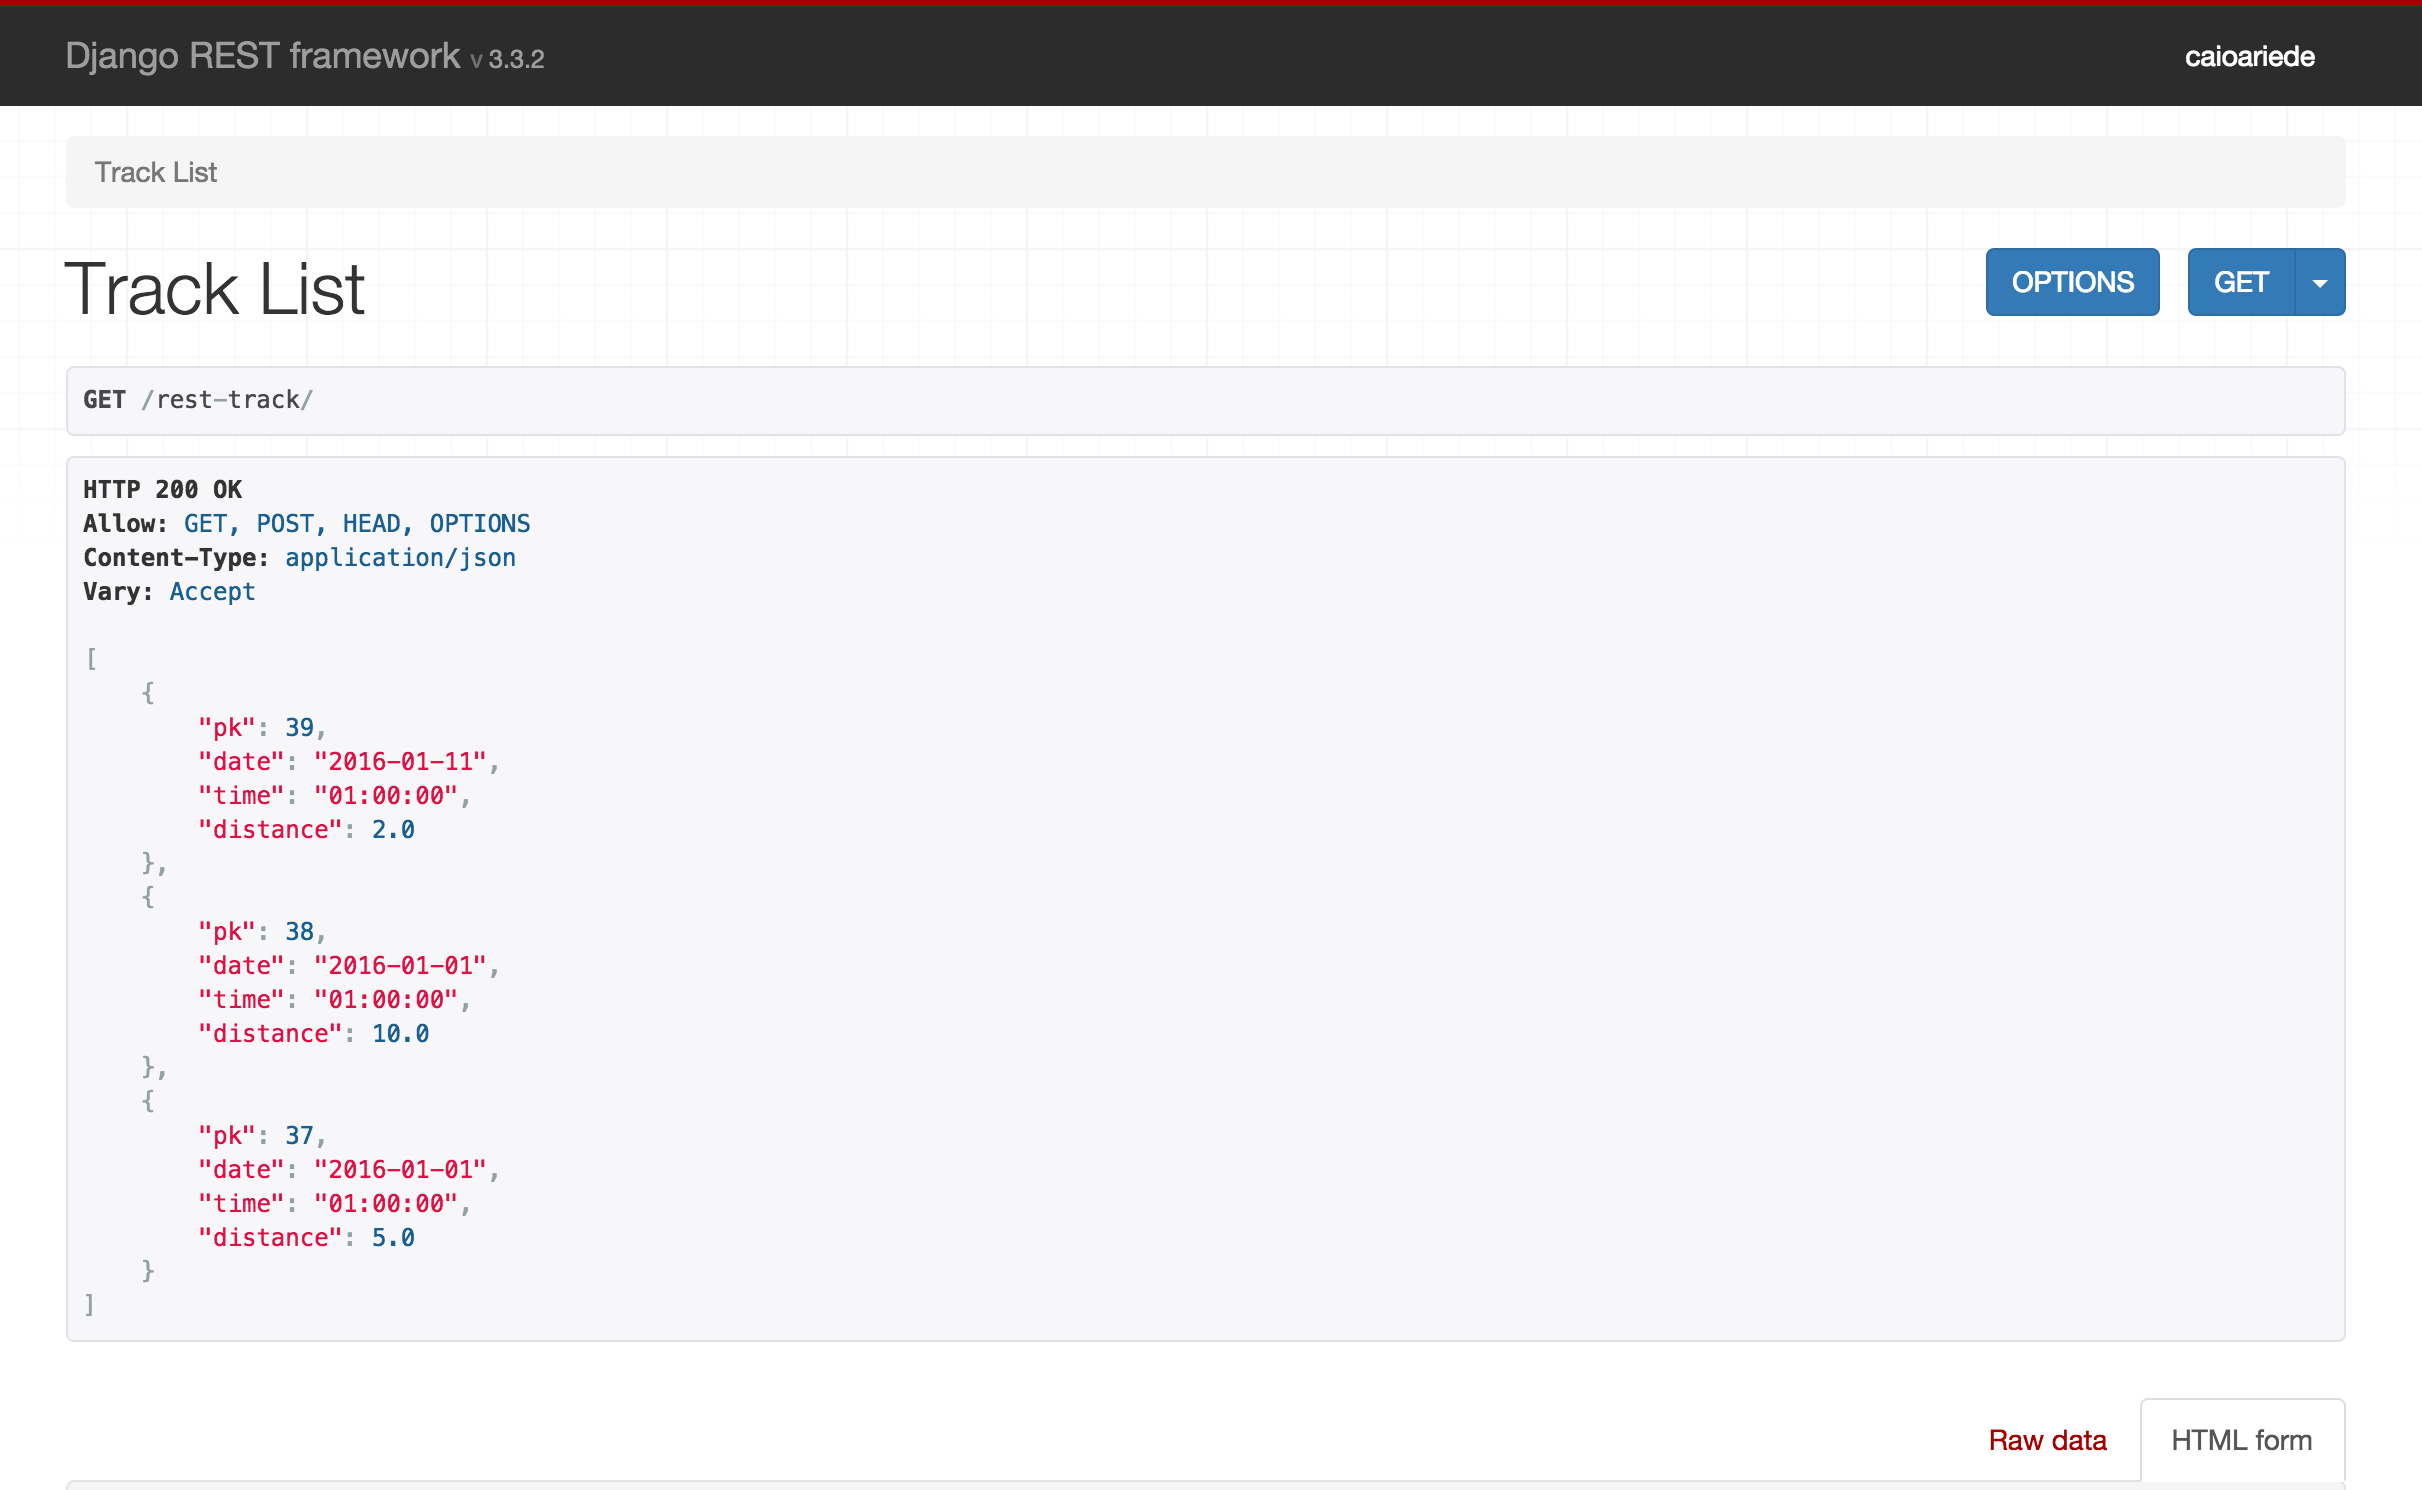 Django REST framework v 3.3.2
caioariede
Track List
Track List
OPTIONS
GET
GET /rest-track/
HTTP 200 OK
Allow: GET, POST, HEAD, OPTIONS
Content-Type: application/json
Vary: Accept
[
    {
        "pk": 39,
        "date": "2016-01-11",
        "time": "01:00:00",
        "distance": 2.0
    },
    {
        "pk": 38,
        "date": "2016-01-01",
        "time": "01:00:00",
        "distance": 10.0
    },
    {
        "pk": 37,
        "date": "2016-01-01",
        "time": "01:00:00",
        "distance": 5.0
    }
]
Raw data
HTML form